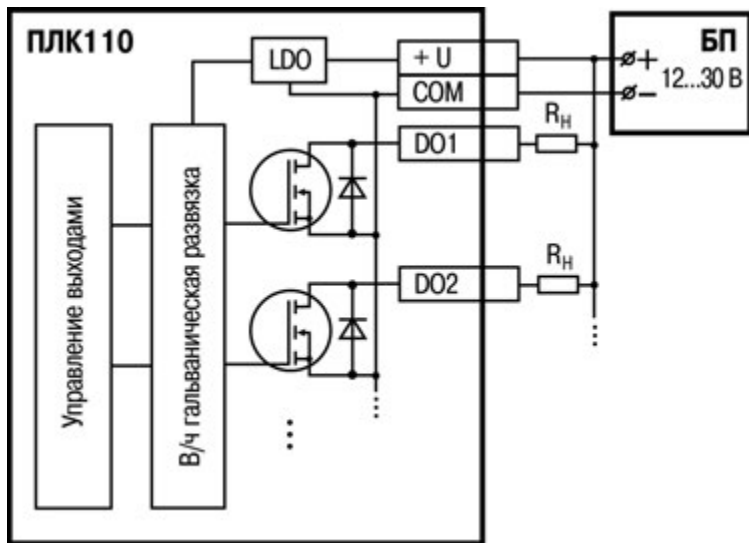 ПЛК110
LDO
+ U
COM
БП
12...30 В
DO1
RН
DO2
RН
Управление выходами
В/ч гальваническая развязка